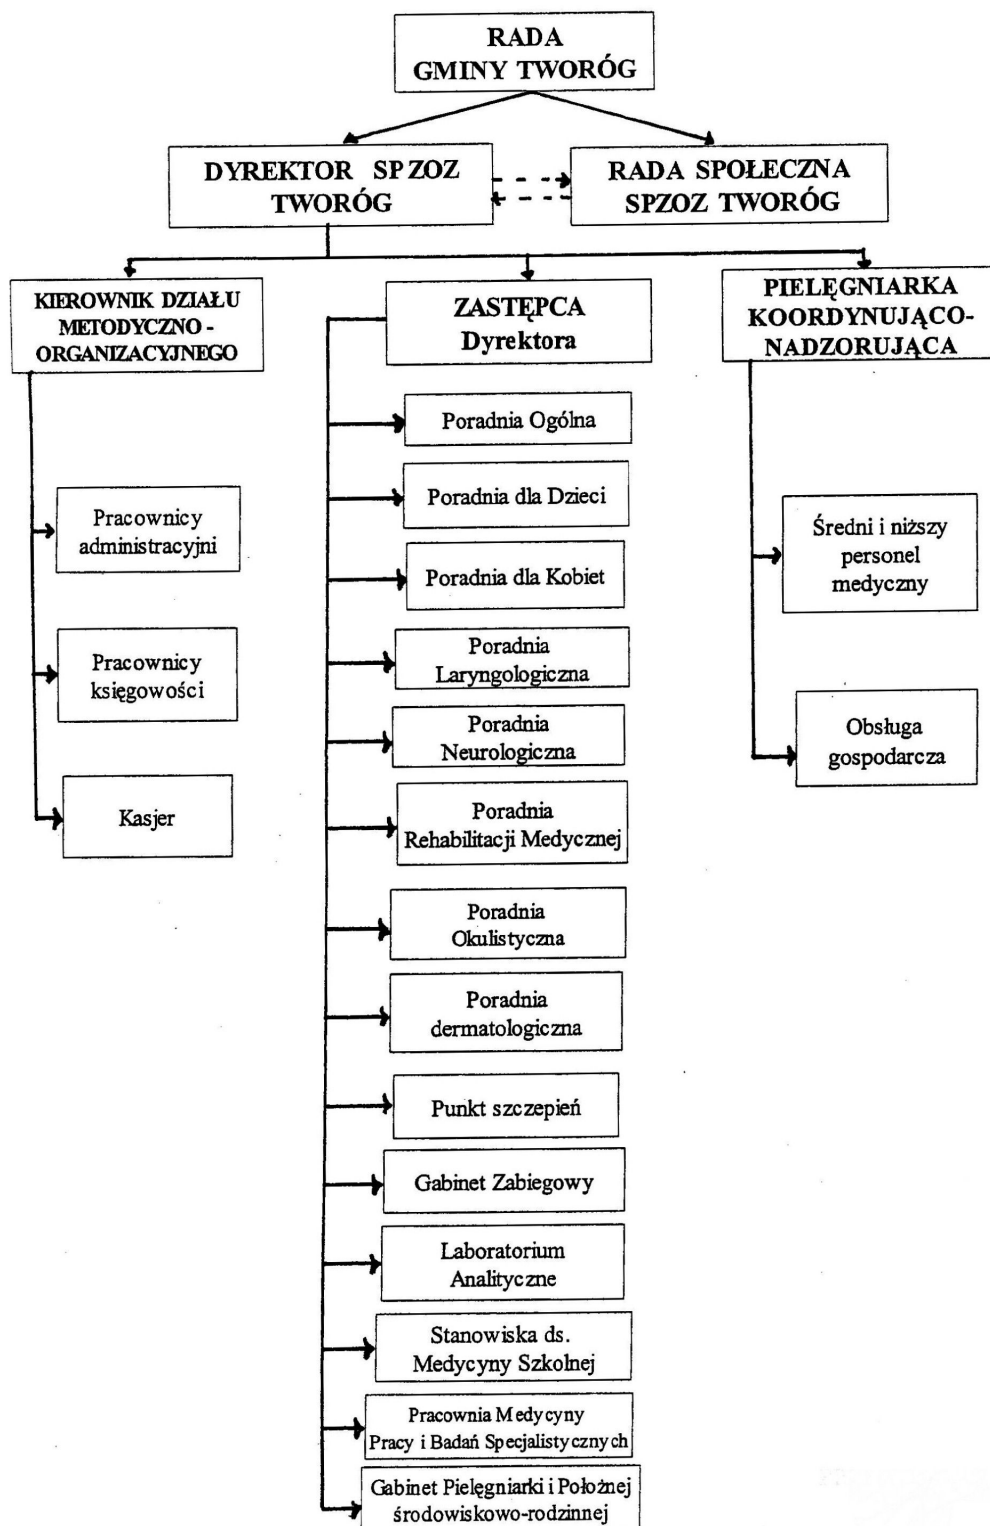 RADA
GMINY TWORÓG
DYREKTOR SPZOZ
TWORÓG
RADA SPOŁECZNA
SPZOZ TWORÓG
KIEROWNIK DZIAŁU
METODYCZNO -
ORGANIZACYJNEGO
ZASTĘPCA
Dyrektora
PIELĘGNIARKA
KOORDYNUJĄCO-
NADZORUJĄCA
Pracownicy
administracyjni
Pracownicy
księgowości
Kasjer
Poradnia Ogólna
Poradnia dla Dzieci
Poradnia dla Kobiet
Poradnia
Laryngologiczna
Poradnia
Neurologiczna
Poradnia
Rehabilitacji Medycznej
Poradnia
Okulistyczna
Poradnia
dermatologiczna
Punkt szczepień
Gabinet Zabiegowy
Laboratorium
Analityczne
Stanowiska ds.
Medycyny Szkolnej
Pracownia Medycyny
Pracy i Badań Specjalistycznych
Gabinet Pielęgniarki i Położnej
środowiskowo-rodzinnej
Średni i niższy
personel
medyczny
Obsługa
gospodarcza